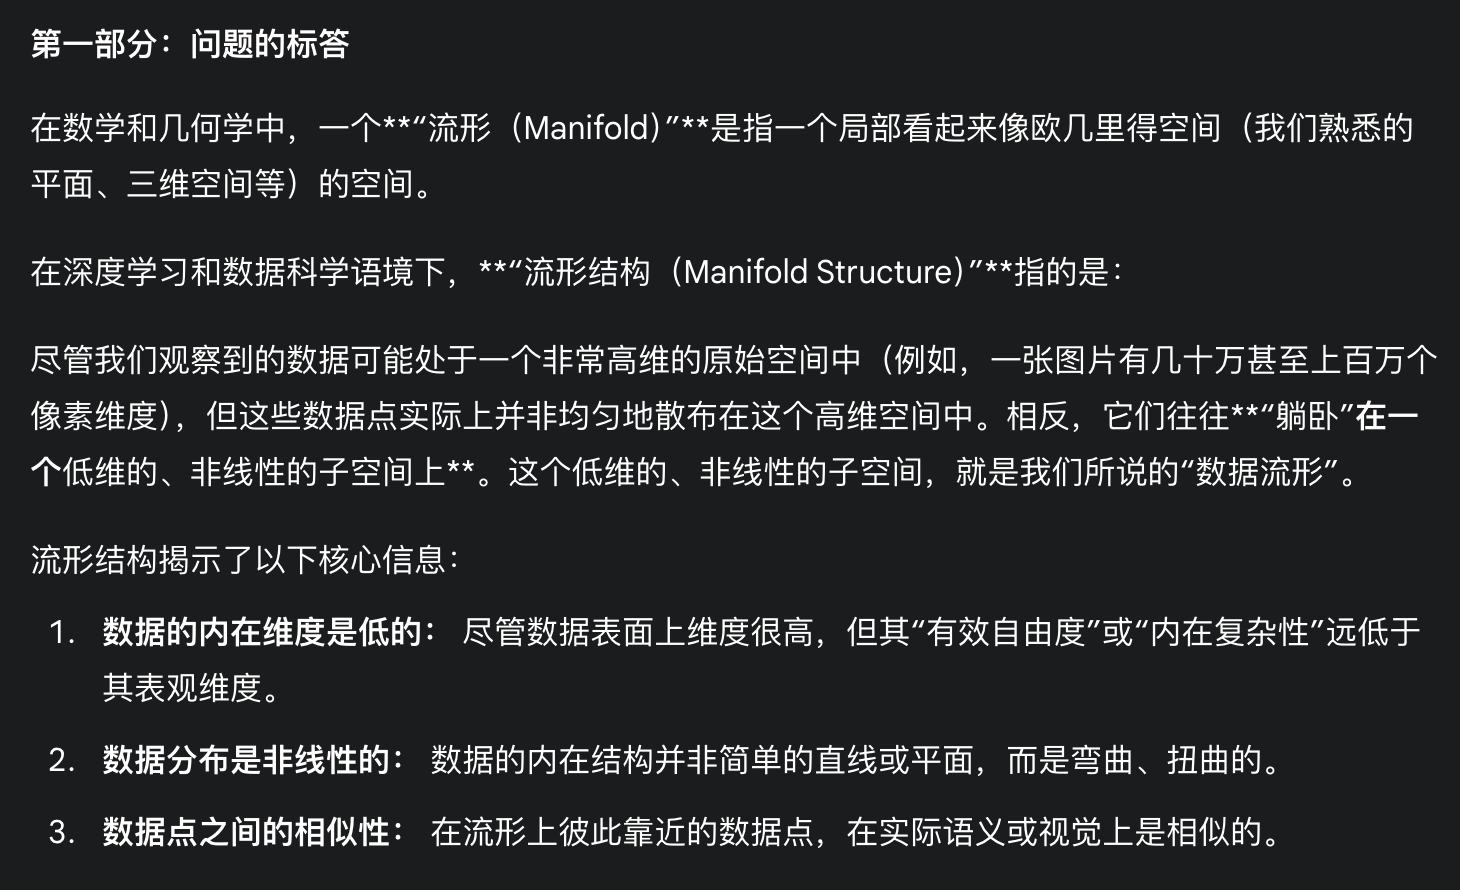 第一部分：问题的标答
在数学和几何学中，一个**“流形（Manifold）”**是指一个局部看起来像欧几里得空间（我们熟悉的
平面、三维空间等）的空间。
在深度学习和数据科学语境下，**“流形结构（Manifold Structure）”**指的是：
尽管我们观察到的数据可能处于一个非常高维的原始空间中（例如，一张图片有几十万甚至上百万个
像素维度），但这些数据点实际上并非均匀地散布在这个高维空间中。相反，它们往往**“躺卧”在一
个低维的、非线性的子空间上**。这个低维的、非线性的子空间，就是我们所说的“数据流形”。
流形结构揭示了以下核心信息：
1. 数据的内在维度是低的： 尽管数据表面上维度很高，但其“有效自由度”或“内在复杂性”远低于
其表观维度。
2. 数据分布是非线性的： 数据的内在结构并非简单的直线或平面，而是弯曲、扭曲的。
3. 数据点之间的相似性： 在流形上彼此靠近的数据点，在实际语义或视觉上是相似的。